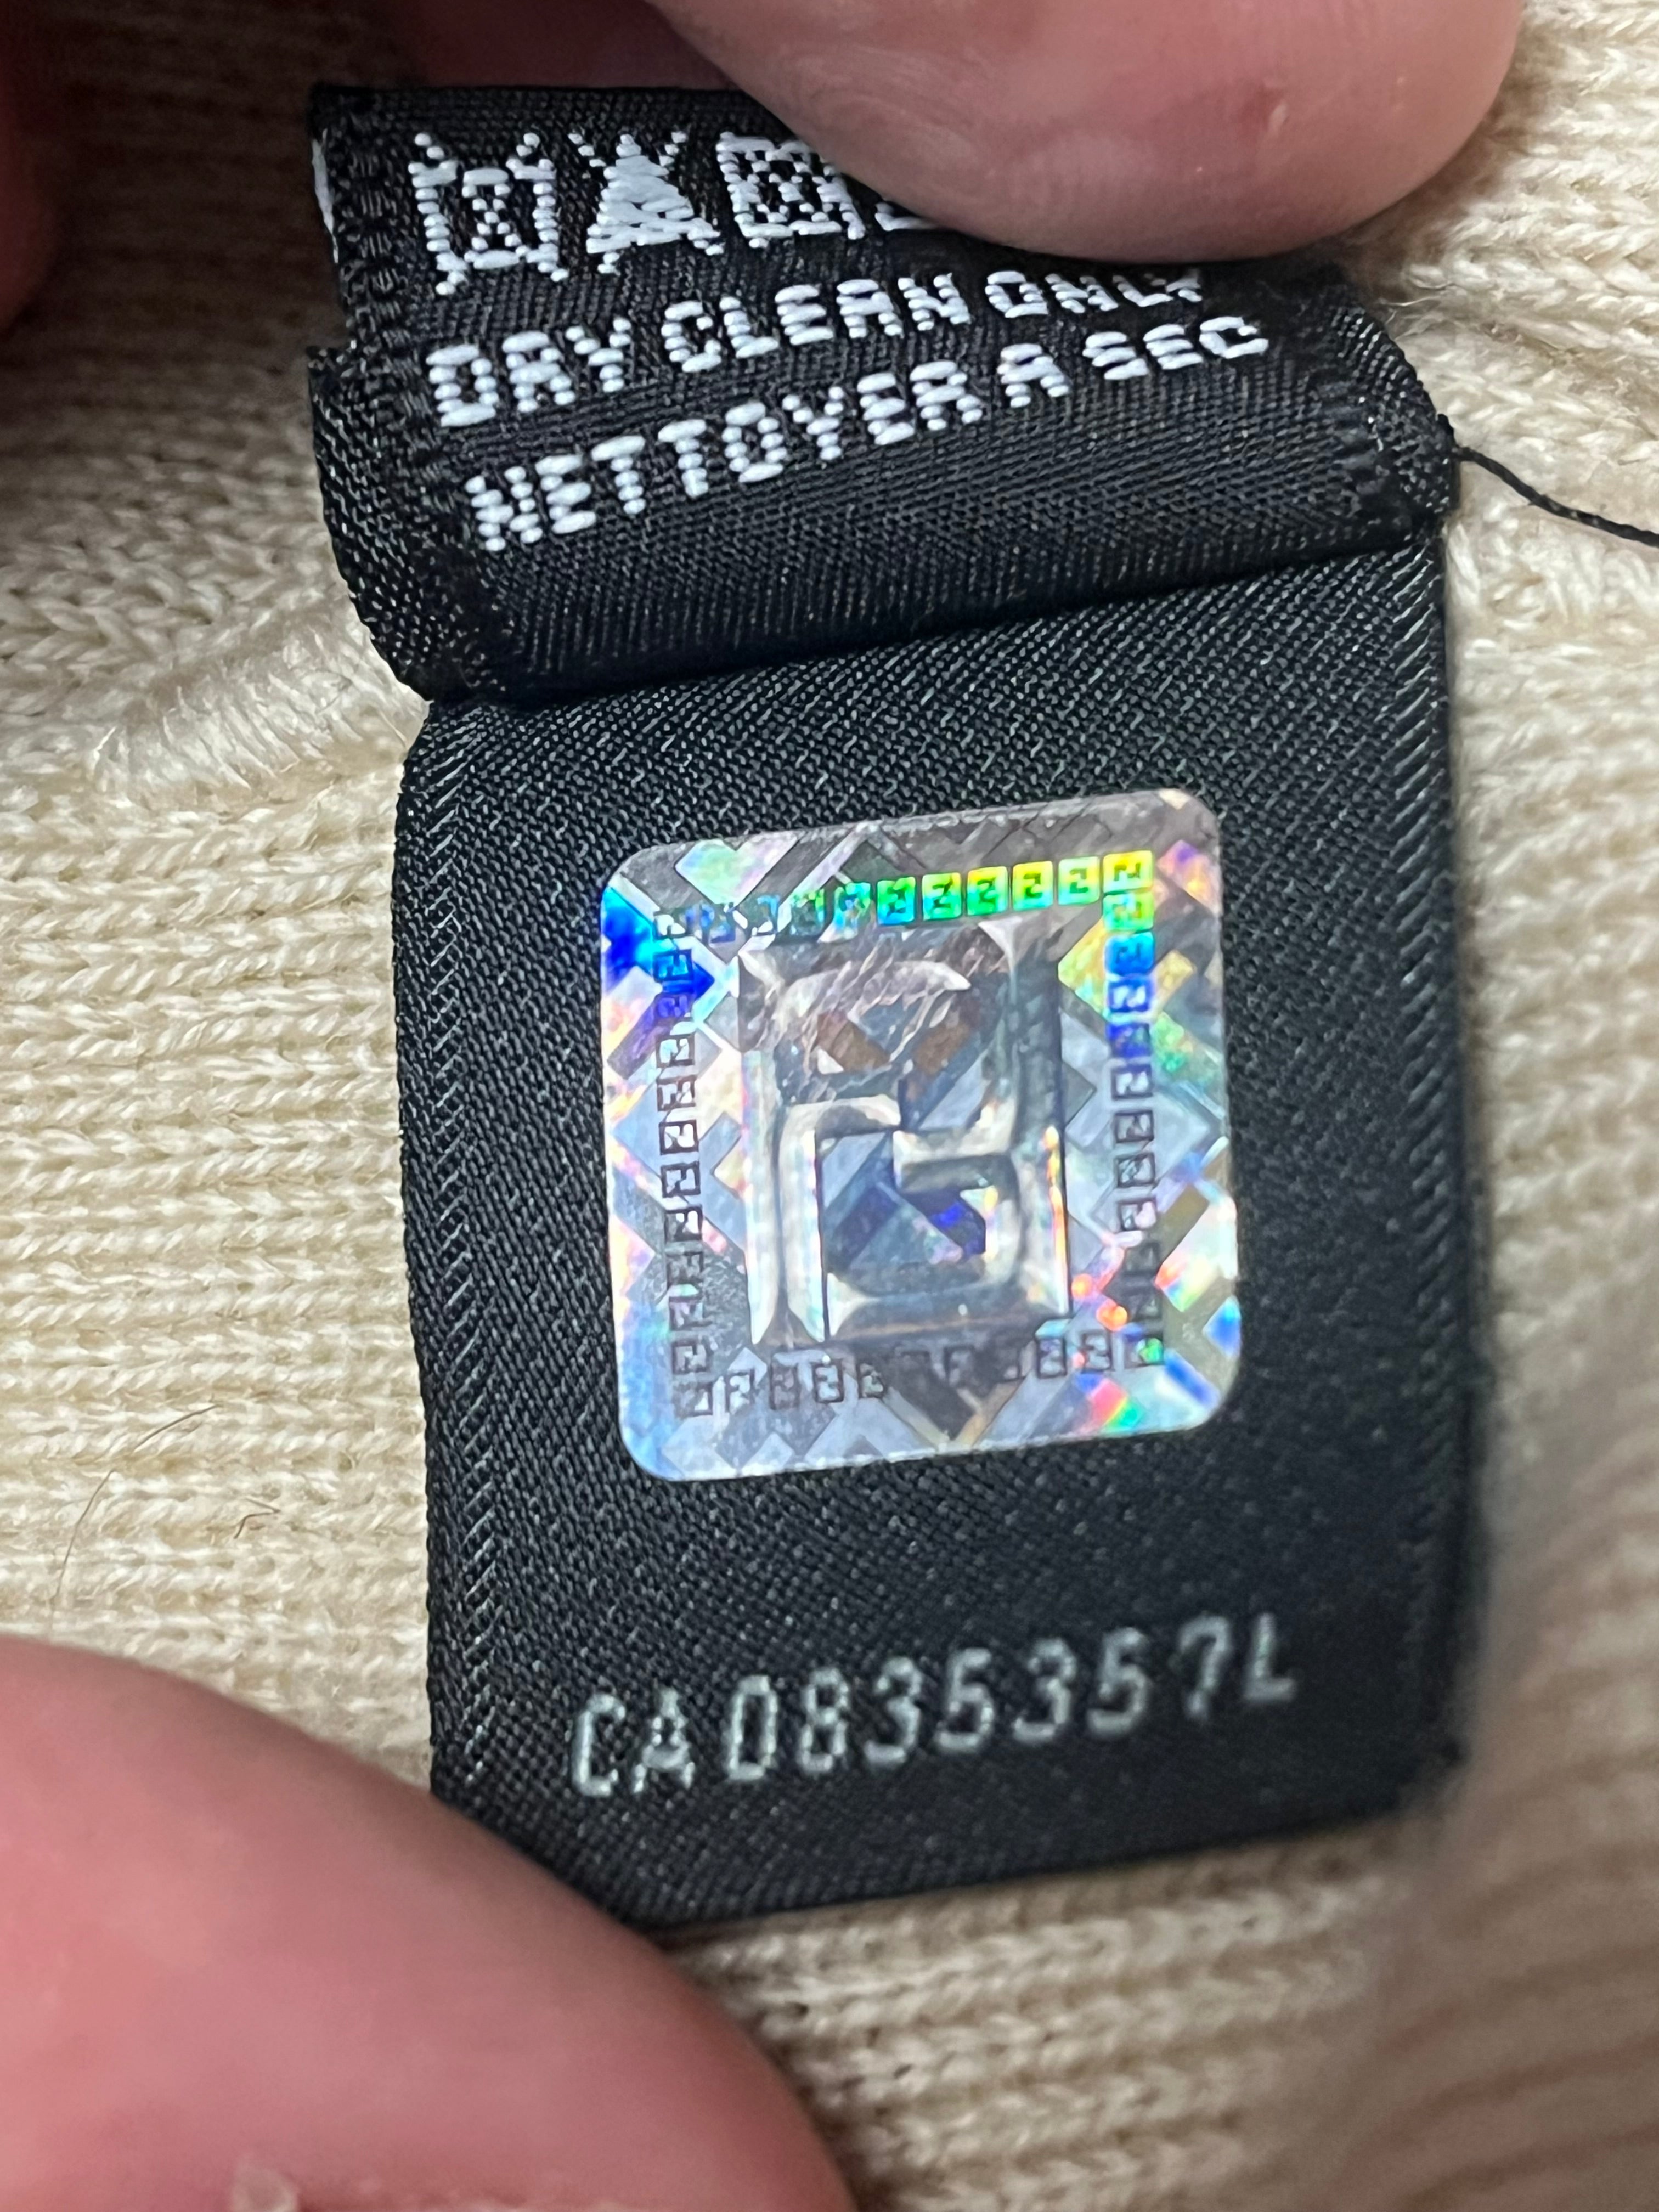 DRY CLEAN ONLY
NETTOYER A SEC
CA0835357L